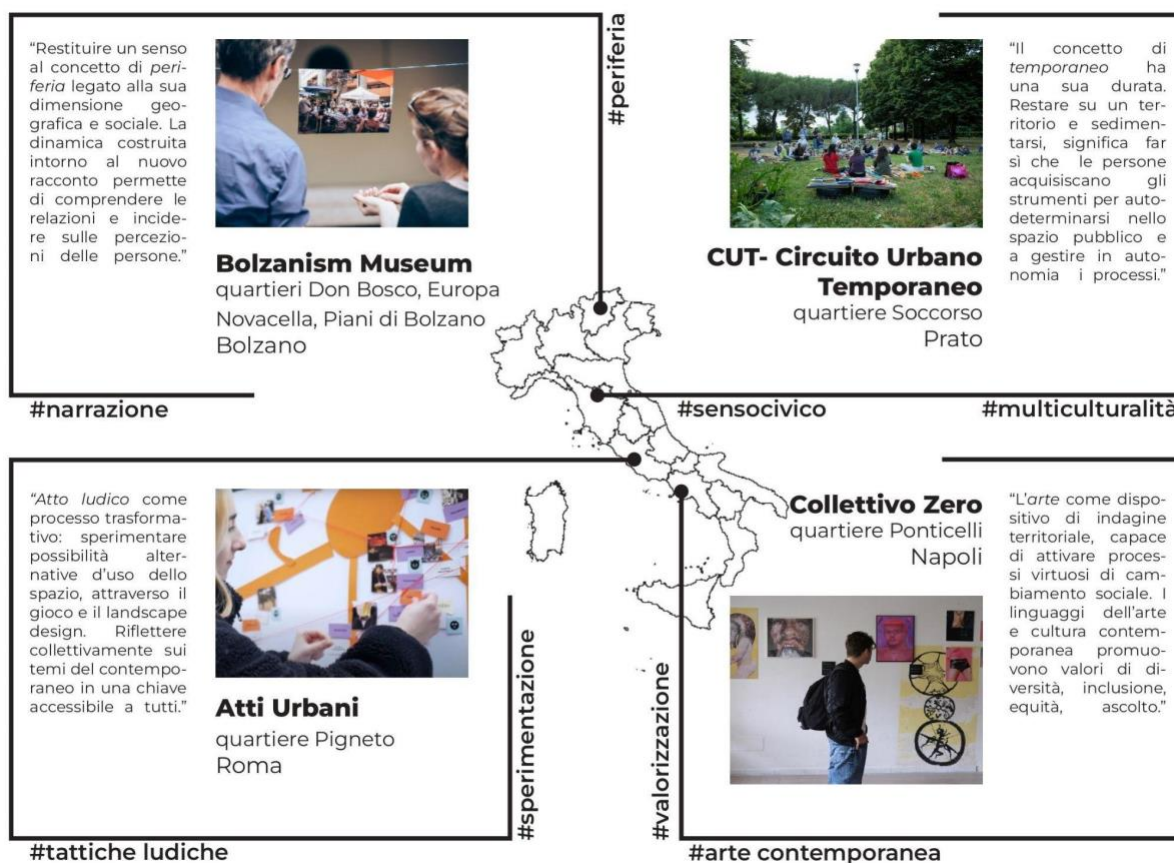 “Restituire un senso
al concetto di peri-
feria legato alla sua
dimensione geo-
grafica e sociale. La
dinamica costruita
intorno al nuovo
racconto permette
di comprendere le
relazioni e incide-
re sulle percezio-
ni delle persone.”
Bolzanism Museum
quartieri Don Bosco, Europa
Novacella, Piani di Bolzano
Bolzano
#periferia
#narrazione
CUT- Circuito Urbano
Temporaneo
quartiere Soccorso
Prato
“Il concetto di
temporaneo ha
una sua durata.
Restare su un ter-
ritorio e sedimen-
tarsi, significa far
sì che le persone
acquisiscano gli
strumenti per auto-
determinarsi nello
spazio pubblico e
a gestire in auto-
nomia i processi.”
#sensocivico
#multiculturalità
“Atto ludico come
processo trasforma-
tivo: sperimentare
possibilità alter-
native d’uso dello
spazio, attraverso il
gioco e il landscape
design. Riflettere
collettivamente sui
temi del contempo-
raneo in una chiave
accessibile a tutti.”
Atti Urbani
quartiere Pigneto
Roma
#sperimentazione
#tattiche ludiche
Collettivo Zero
quartiere Ponticelli
Napoli
“L’arte come dispo-
sitivo di indagine
territoriale, capace
di attivare proces-
si virtuosi di cam-
biamento sociale. I
linguaggi dell’arte
e cultura contem-
poranea promuo-
vono valori di di-
versità, inclusione,
equità, ascolto.”
#valorizzazione
#arte contemporanea